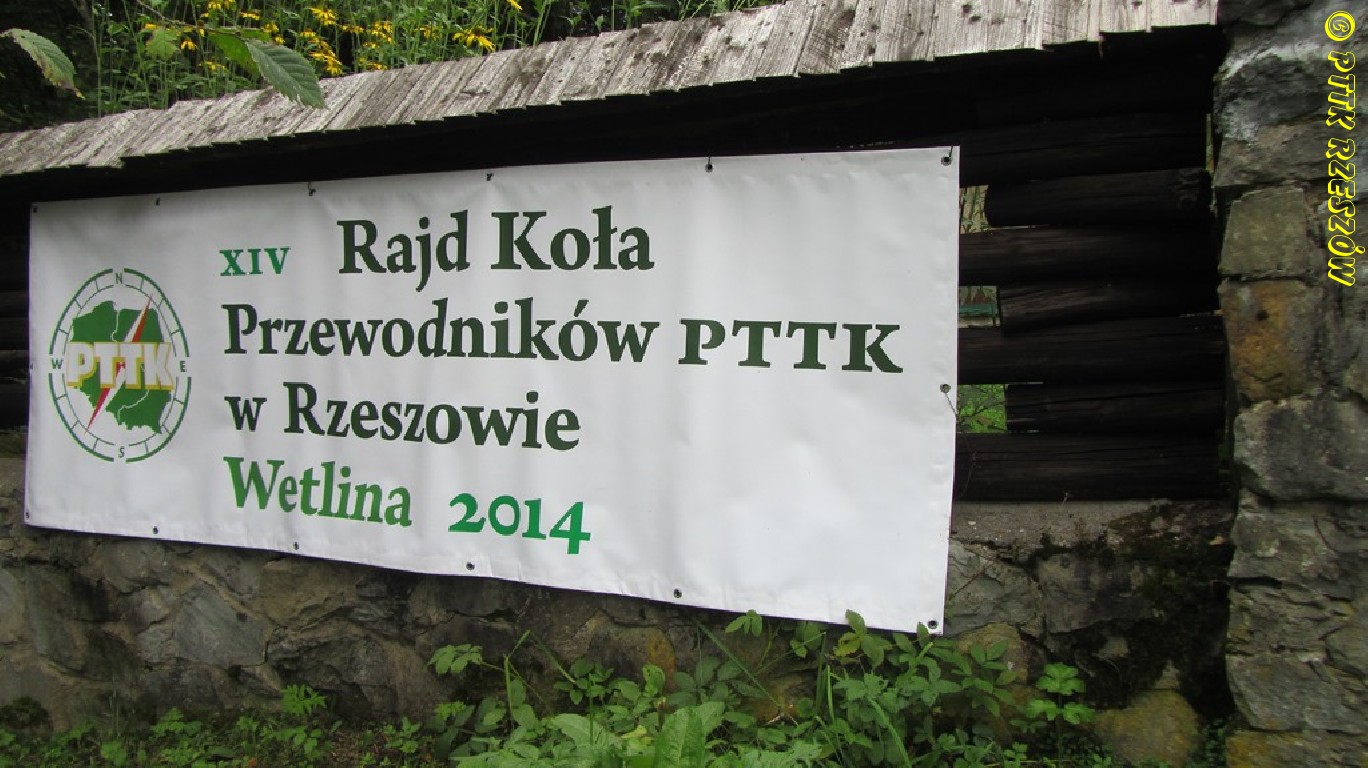 XIV Rajd Koła
Przewodników PTTK
w Rzeszowie
Wetlina 2014
N
W PTTK E
S
© PTTK RZESZÓW